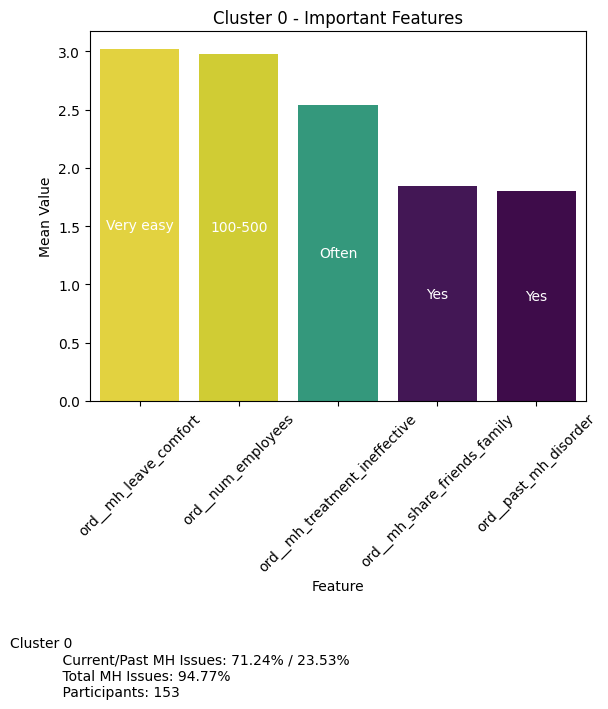 Cluster 0 - Important Features
3.0
2.5
2.0
1.5
1.0
0.5
0.0
Mean Value
Very easy
100-500
Often
Yes
Yes
ord__mh_leave_comfort
ord__num_employees
ord__mh_treatment_ineffective
ord__mh_share_friends_family
ord__past_mh_disorder
Feature
Cluster 0
Current/Past MH Issues: 71.24% / 23.53%
Total MH Issues: 94.77%
Participants: 153